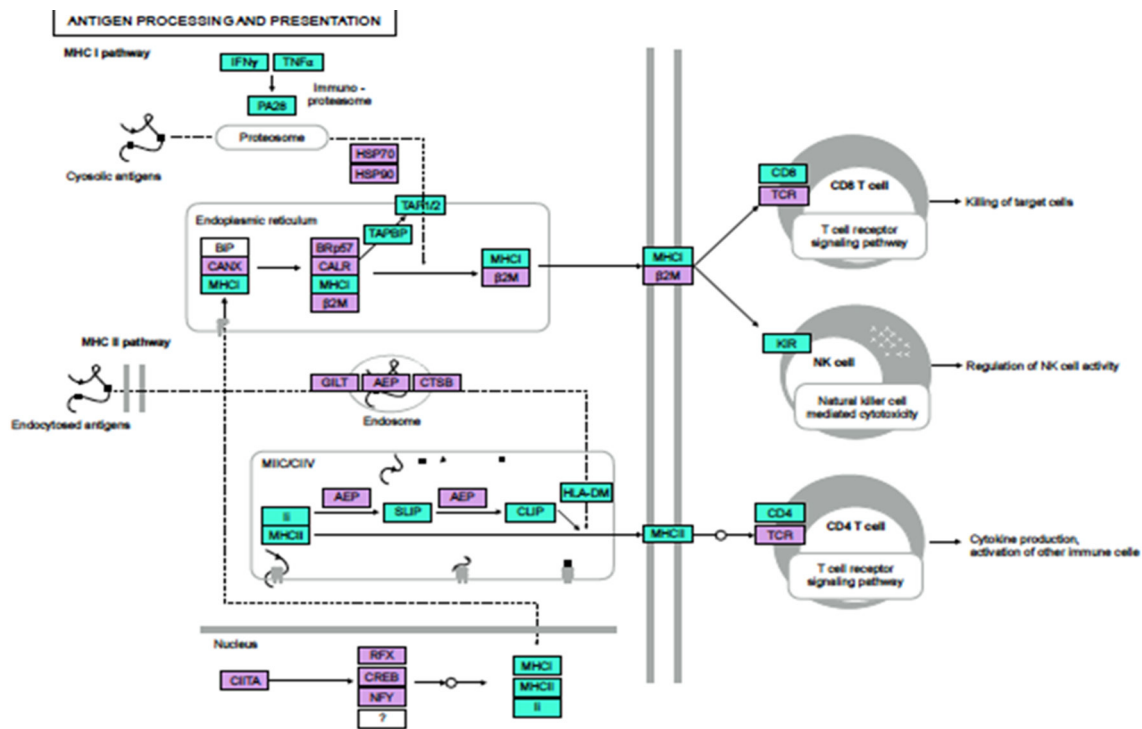 ANTIGEN PROCESSING AND PRESENTATION
MHC I pathway
IFNγ
TNFα
PA28
Immuno -
proteasome
Proteosome
Cyosolic antigens
HSP70
HSP90
TAP1/2
TAPBP
Endoplasmic reticulum
BiP
CANX
MHCI
BRp57
CALR
MHCI
β2M
MHCI
β2M
MHCI
β2M
CD8
TCR
CD8 T cell
T cell receptor
signaling pathway
Killing of target cells
KIR
NK cell
Natural killer cell
mediated cytotoxicity
Regulation of NK cell activity
MHC II pathway
Endocytosed antigens
GILT
AEP
CTSB
Endosome
MIIC/CIIV
Ii
MHCII
AEP
SLIP
AEP
CLIP
HLA-DM
MHCII
CD4
TCR
CD4 T cell
T cell receptor
signaling pathway
Cytokine production,
activation of other immune celle
Nucleus
CIITA
RFX
CREB
NFY
?
MHCI
MHCII
Ii